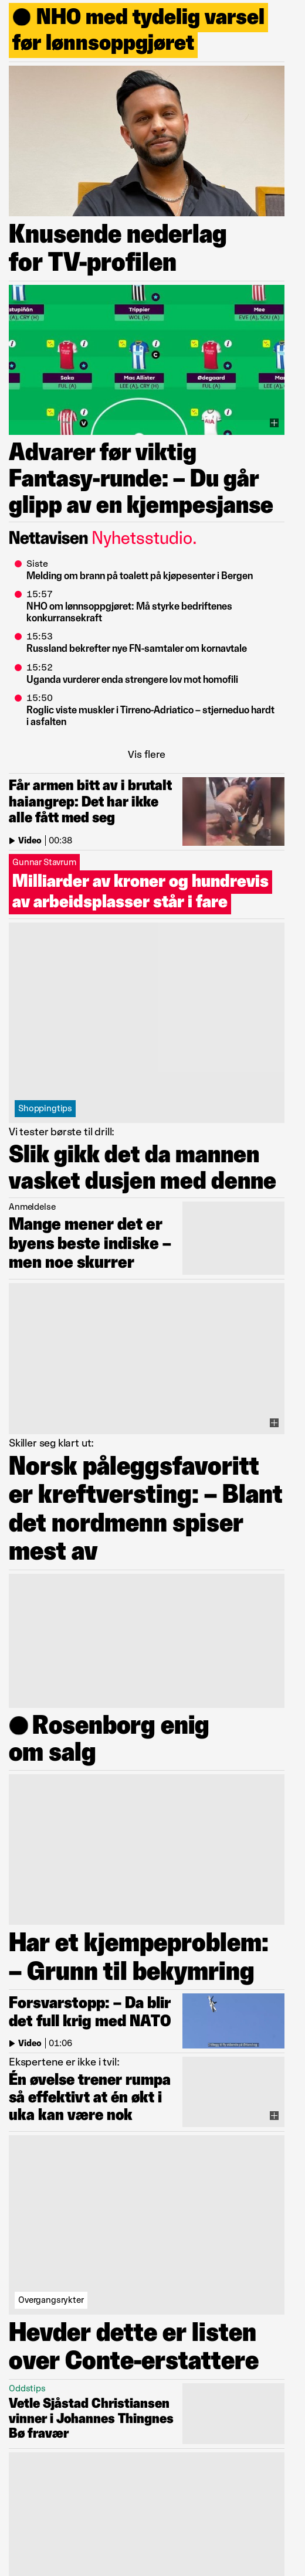 NHO med tydelig varsel
før lønnsoppgjøret
Knusende nederlag
for TV-profilen
stupiñán
A), CRY (H)
Trippier
WOL (H)
Mee
EVE (A), SOU (A)
Saka
FUL (A)
Mac Allister
LEE (A), CRY (H)
C
Ødegaard
FUL (A)
LEE (A),
V
Advarer før viktig
Fantasy-runde: – Du går
glipp av en kjempesjanse
Nettavisen Nyhetsstudio.
Siste
Melding om brann på toalett på kjøpesenter i Bergen
15:57
NHO om lønnsoppgjøret: Må styrke bedriftenes
konkurransekraft
15:53
Russland bekrefter nye FN-samtaler om kornavtale
15:52
Uganda vurderer enda strengere lov mot homofili
15:50
Roglic viste muskler i Tirreno-Adriatico – stjerneduo hardt
i asfalten
Vis flere
Får armen bitt av i brutalt
haiangrep: Det har ikke
alle fått med seg
Video | 00:38
Gunnar Stavrum
Milliarder av kroner og hundrevis
av arbeidsplasser står i fare
Shoppingtips
Vi tester børste til drill:
Slik gikk det da mannen
vasket dusjen med denne
Anmeldelse
Mange mener det er
byens beste indiske –
men noe skurrer
Skiller seg klart ut:
Norsk påleggsfavoritt
er kreftversting: – Blant
det nordmenn spiser
mest av
Rosenborg enig
om salg
Har et kjempeproblem:
– Grunn til bekymring
Forsvarstopp: – Da blir
det full krig med NATO
Video | 01:06
Ekspertene er ikke i tvil:
Én øvelse trener rumpa
så effektivt at én økt i
uka kan være nok
Overgangsrykter
Hevder dette er listen
over Conte-erstattere
Oddstips
Vetle Sjåstad Christiansen
vinner i Johannes Thingnes
Bø fravær